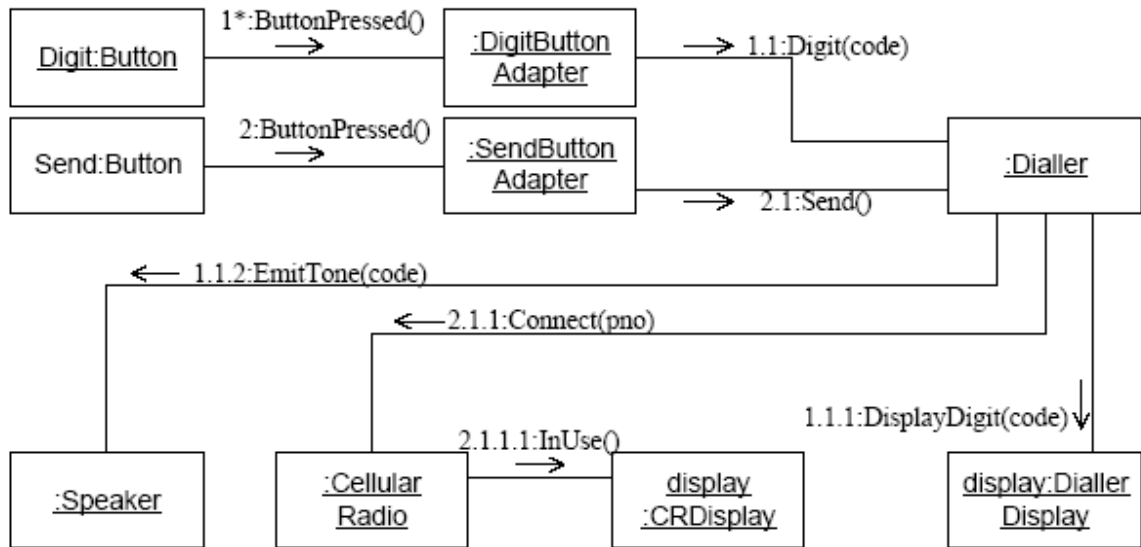 1*:ButtonPressed()
Digit:Button
:DigitButton
Adapter
1.1:Digit(code)
2:ButtonPressed()
Send:Button
:SendButton
Adapter
:Dialler
2.1:Send()
1.1.2:EmitTone(code)
2.1.1:Connect(pno)
1.1.1:DisplayDigit(code)
2.1.1.1:InUse()
:Speaker
:Cellular
Radio
display
:CRDisplay
display:Dialler
Display